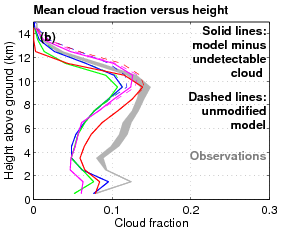 Mean cloud fraction versus height
(b)
Solid lines:
model minus
undetectable
cloud
Dashed lines:
unmodified
model
Observations
Height above ground (km)
14
12
10
8
6
4
2
0
0
0.1
0.2
0.3
Cloud fraction